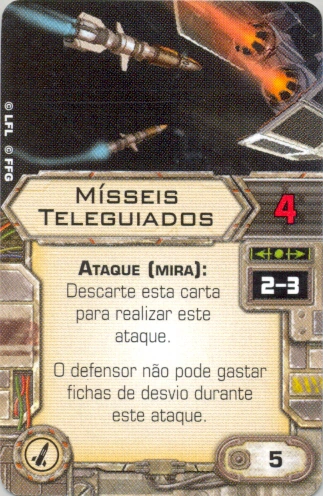 © LFL © FFG
MÍSSEIS
TELEGUIADOS
4
2-3
ATAQUE (MIRA):
Descarte esta carta
para realizar este
ataque.
O defensor não pode gastar
fichas de desvio durante
este ataque.
5